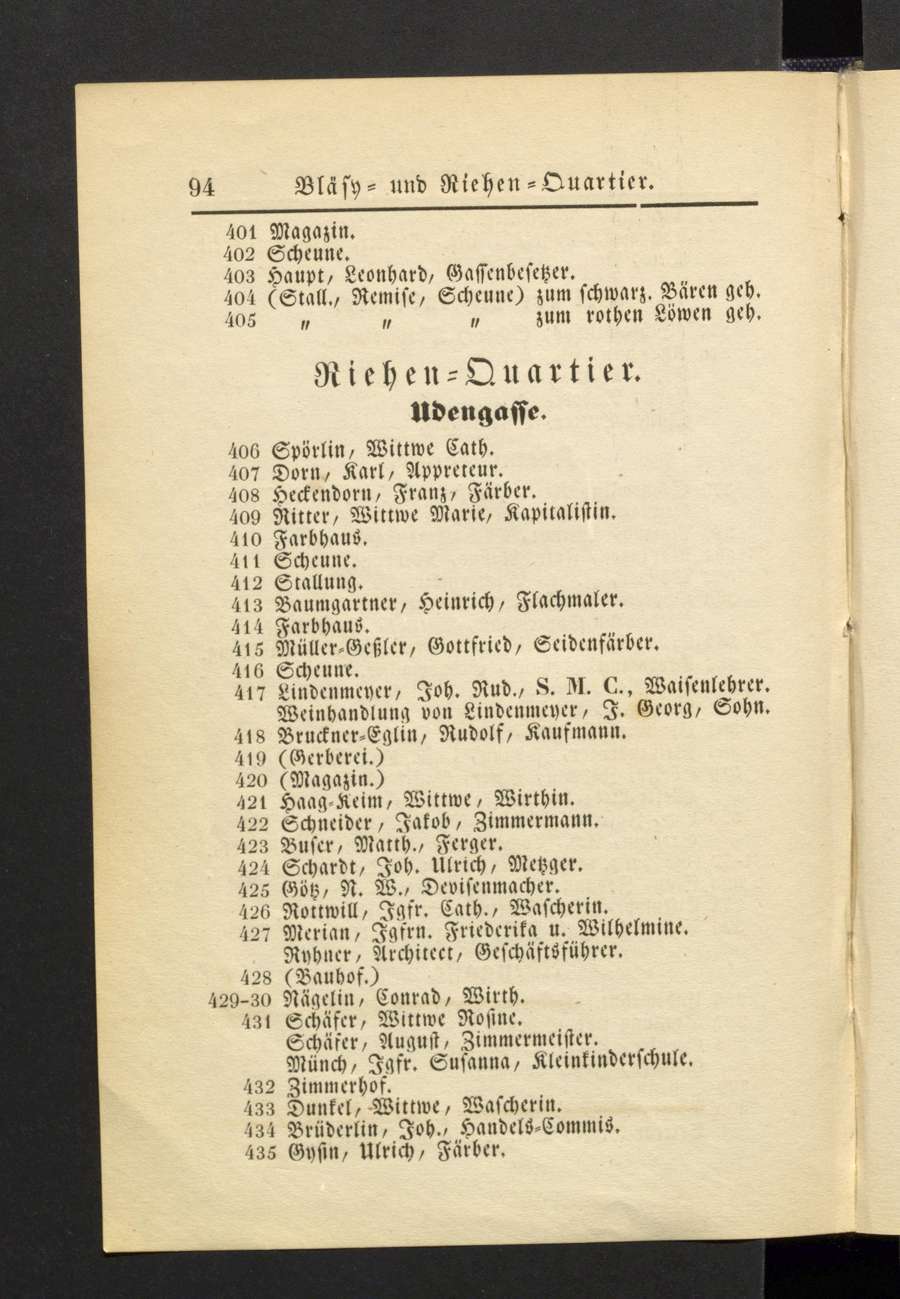 94 Bläsy- und Riehen-Quartier.
401 Magazin.
402 Scheune.
403 Haupt, Leonhard, Gassenbesetzer.
404 (Stall., Remise, Scheune) zum schwarz. Bären geh.
405 " " " zum rothen Löwen geh.
Riehen-Quartier.
Udengasse.
406 Spörlin, Wittwe Cath.
407 Dorn, Karl, Appreteur.
408 Heckendorn, Franz, Färber.
409 Ritter, Wittwe Marie, Kapitalistin.
410 Farbhaus.
411 Scheune.
412 Stallung.
413 Baumgartner, Heinrich, Flachmaler.
414 Farbhaus.
415 Müller-Geßler, Gottfried, Seidenfärber.
416 Scheune.
417 Lindenmeyer, Joh. Rud., S. M. C., Waisenlehrer.
Weinhandlung von Lindenmeyer, J. Georg, Sohn.
418 Bruckner-Eglin, Rudolf, Kaufmann.
419 (Gerberei.)
420 (Magazin.)
421 Haag-Keim, Wittwe, Wirthin.
422 Schneider, Jakob, Zimmermann.
423 Buser, Matth., Ferger.
424 Schardt, Joh. Ulrich, Metzger.
425 Götz, N. W., Devisenmacher.
426 Rottwill, Jgfr. Cath., Wascherin.
427 Merian, Jgfrn. Friederika u. Wilhelmine.
Ryhner, Architect, Geschäftsführer.
428 (Bauhof.)
429-30 Nägelin, Conrad, Wirth.
431 Schäfer, Wittwe Rosine.
Schäfer, August, Zimmermeister.
Münch, Jgfr. Susanna, Kleinkinderschule.
432 Zimmerhof.
433 Dunkel, Wittwe, Wascherin.
434 Brüderlin, Joh., Handels-Commis.
435 Gysin, Ulrich, Färber.